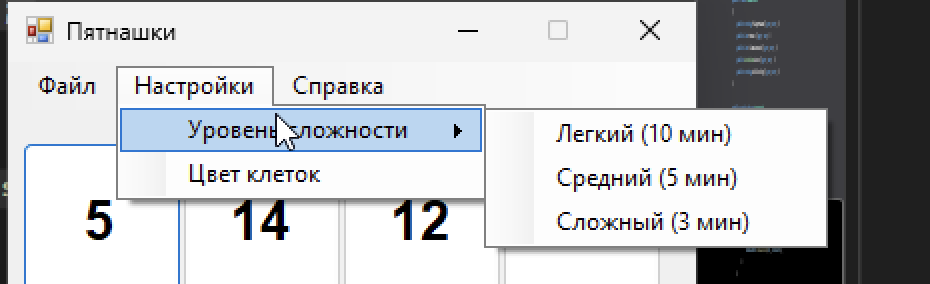 Пятнашки
Файл Настройки Справка
Уровень сложности
Легкий (10 мин)
Цвет клеток
Средний (5 мин)
Сложный (3 мин)
5 14 12